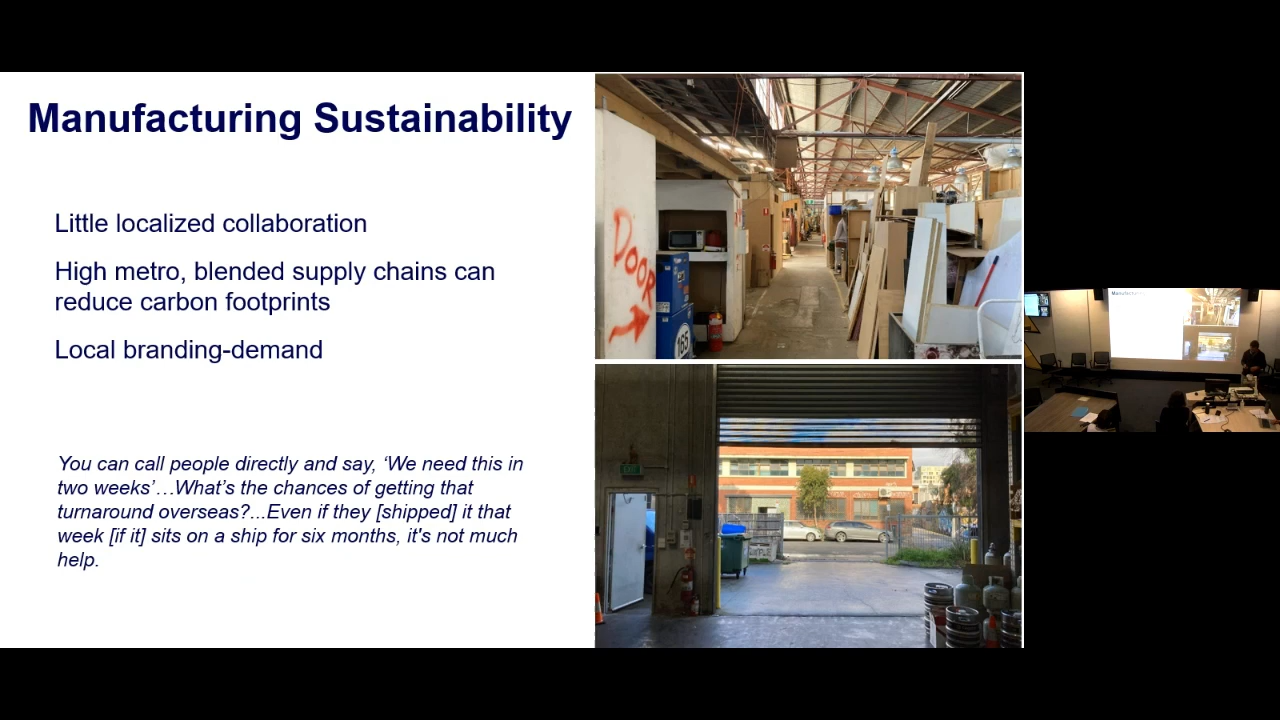 Manufacturing Sustainability
Little localized collaboration
High metro, blended supply chains can
reduce carbon footprints
Local branding-demand
You can call people directly and say, ‘We need this in
two weeks’…What’s the chances of getting that
turnaround overseas?...Even if they [shipped] it that
week [if it] sits on a ship for six months, it's not much
help.
DOOR
165
EXIT